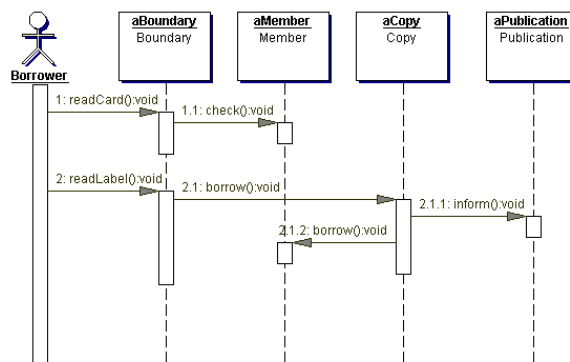 aBoundary
Boundary
aMember
Member
aCopy
Copy
aPublication
Publication
Borrower
1: readCard():void
1.1: check():void
2: readLabel():void
2.1: borrow():void
2.1.1: inform():void
2.1.2: borrow():void